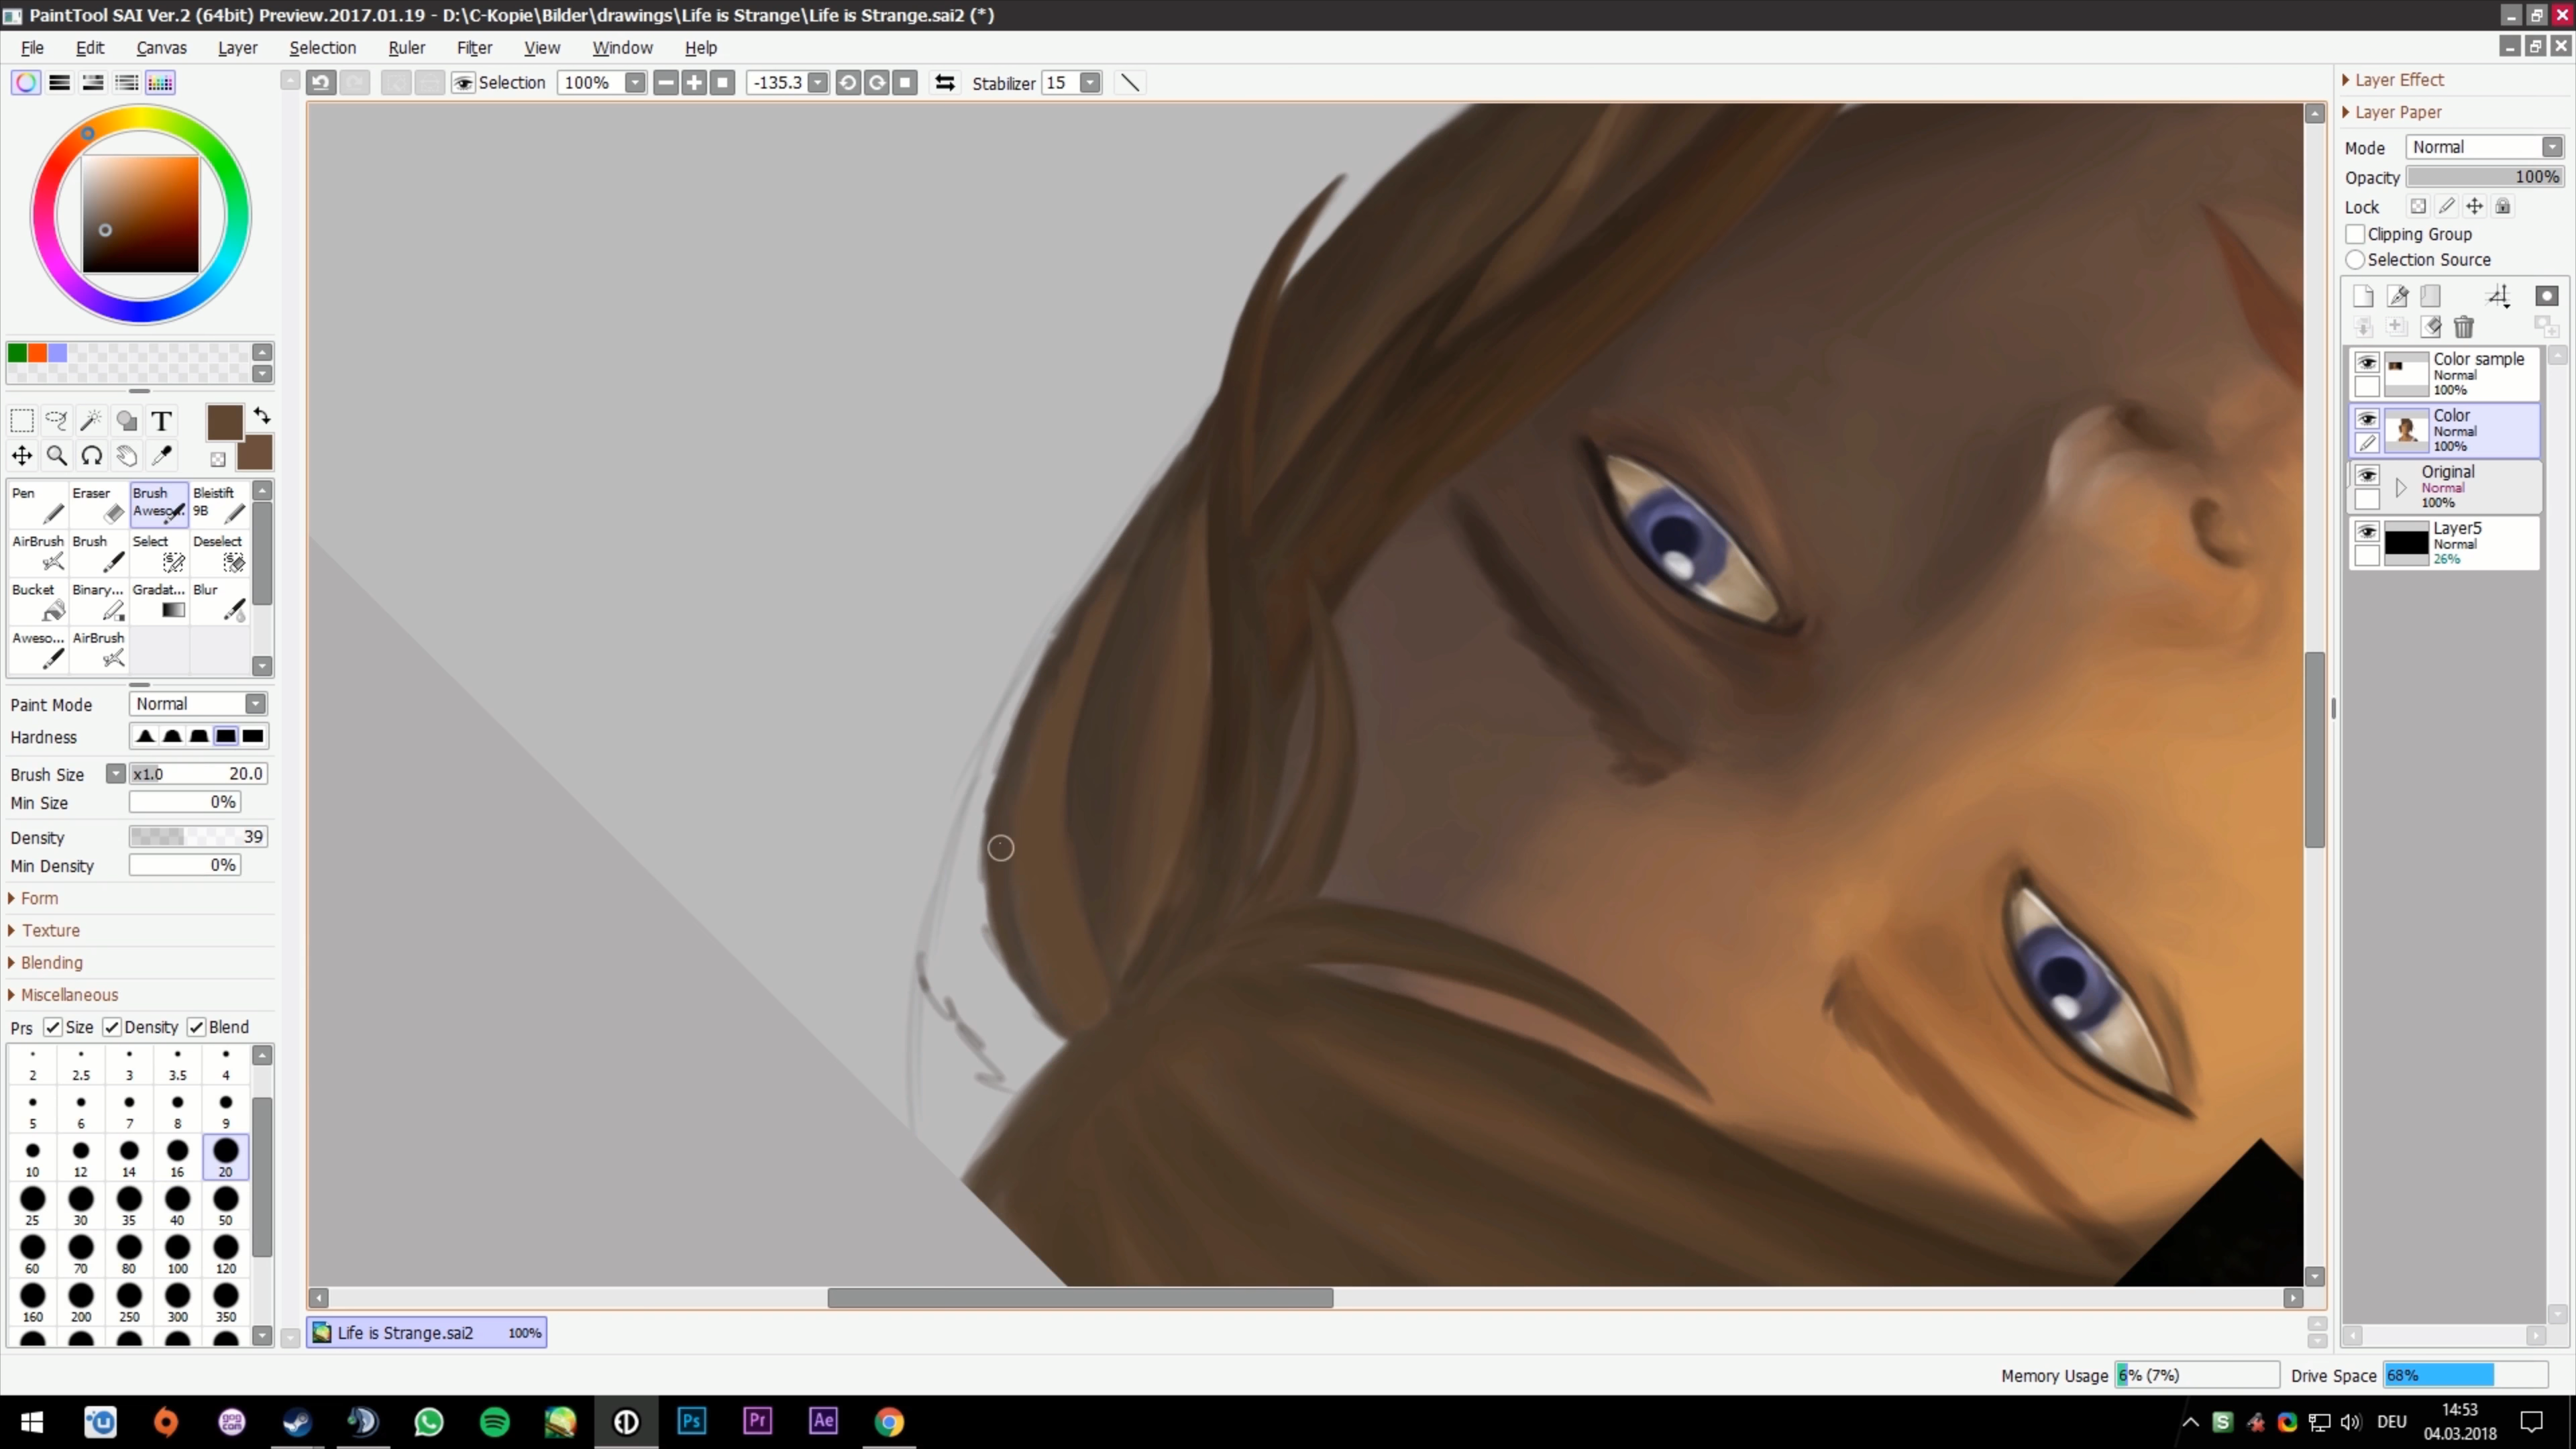 PaintTool SAI Ver.2 (64bit) Preview.2017.01.19 - D:\C-Kopie\Bilder\drawings\Life is Strange\Life is Strange.sai2 (*)
File Edit Canvas Layer Selection Ruler Filter View Window Help
Selection 100% -135.3 Stabilizer 15
Layer Effect
Layer Paper
Mode Normal
Opacity 100%
Lock
Clipping Group
Selection Source
Color sample
Normal
100%
Color
Normal
100%
Original
Normal
100%
Layer5
Normal
26%
T
Pen Eraser Brush Bleistift
Aweso.. 9B
AirBrush Brush Select Deselect
Bucket Binary... Gradat... Blur
Aweso... AirBrush
Paint Mode Normal
Hardness
Brush Size x1.0 20.0
Min Size 0%
Density 39
Min Density 0%
Form
Texture
Blending
Miscellaneous
Prs Size Density Blend
2 2.5 3 3.5 4
5 6 7 8 9
10 12 14 16 20
25 30 35 40 50
60 70 80 100 120
160 200 250 300 350
Life is Strange.sai2 100%
Memory Usage 6% (7%) Drive Space 68%
gog
com
Ps Pr Ae
S
DEU
14:53
04.03.2018